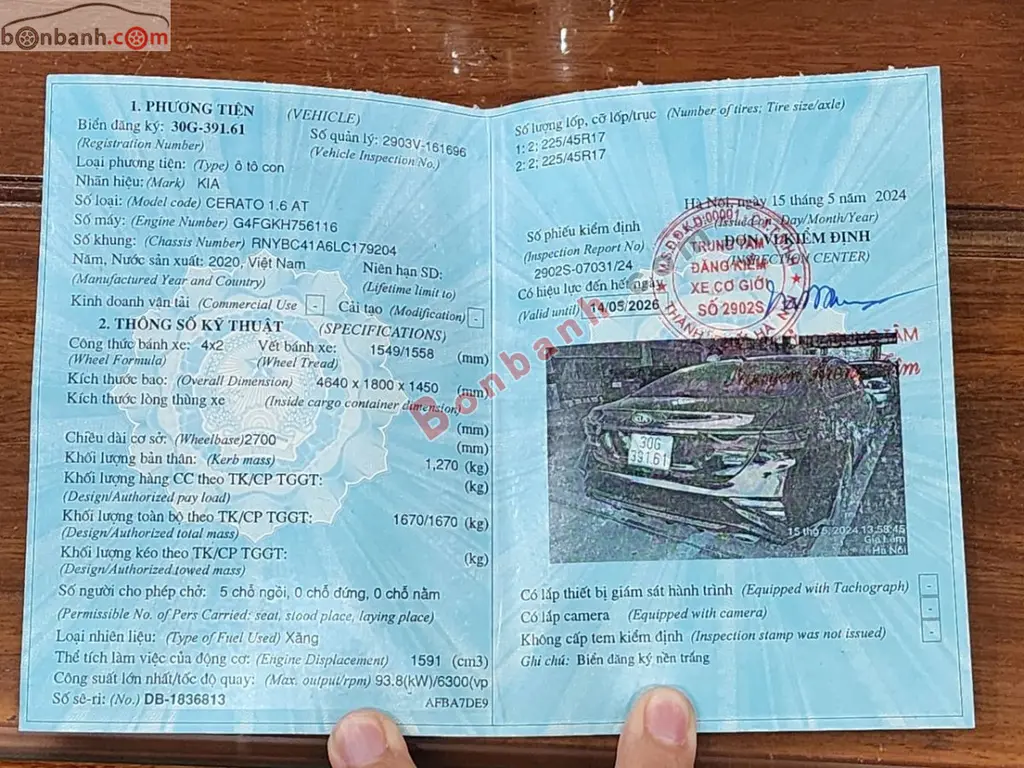 bonbanh.com
1. PHƯƠNG TIỆN (VEHICLE)
Biển đăng ký: 30G-391.61
(Registration Number)
Số quản lý: 2903V-161696
(Vehicle Inspection No.)
Loại phương tiện: (Type) ô tô con
Nhãn hiệu: (Mark) KIA
Số loại: (Model code) CERATO 1.6 AT
Số máy: (Engine Number) G4FGKH756116
Số khung: (Chassis Number) RNYBC41A6LC179204
Năm, Nước sản xuất: 2020, Việt Nam
(Manufactured Year and Country)
Niên hạn SD:
(Lifetime limit to)
Kinh doanh vận tải (Commercial Use - Cải tạo (Modification) -
2. THÔNG SỐ KỸ THUẬT (SPECIFICATIONS)
Công thức bánh xe: 4x2 Vết bánh xe: 1549/1558 (mm)
(Wheel Formula) (Wheel Tread)
Kích thước bao: (Overall Dimension) 4640 x 1800 x 1450 (mm)
Kích thước lòng thùng xe (Inside cargo container dimension)
(mm)
Chiều dài cơ sở: (Wheelbase) 2700 (mm)
Khối lượng bản thân: (Kerb mass) 1,270 (kg)
Khối lượng hàng CC theo TK/CP TGGT: (kg)
(Design/Authorized pay load)
Khối lượng toàn bộ theo TK/CP TGGT: 1670/1670 (kg)
(Design/Authorized total mass)
Khối lượng kéo theo TK/CP TGGT: (kg)
(Design/Authorized towed mass)
Số người cho phép chở: 5 chỗ ngồi, 0 chỗ đứng, 0 chỗ nằm
(Permissible No. of Pers Carried: seat, stood place, laying place)
Loại nhiên liệu: (Type of Fuel Used) Xăng
Thể tích làm việc của động cơ: (Engine Displacement) 1591 (cm3)
Công suất lớn nhất/tốc độ quay: (Max. output/rpm) 93.8(kW)/6300(vp
Số sê-ri: (No.) DB-1836813 AFBA7DE9
Số lượng lốp, cỡ lốp/trục (Number of tires; Tire size/axle)
1: 2; 225/45R17
2: 2; 225/45R17
Hà Nội, ngày 15 tháng 5 năm 2024
(Issue on: Day/Month/Year)
Số phiếu kiểm định ĐƠN VỊ KIỂM ĐỊNH
(Inspection Report No) (INSPECTION CENTER)
2902S-07031/24
Có hiệu lực đến hết ngày
(Valid until) 14/05/2026
TRUNG TÂM
ĐĂNG KIỂM
XE CƠ GIỚI
SỐ 2902S
Bonbanh.com
30G
391.61
15 thg 5, 2024 13:58:45
Gia Lâm
Hà Nội
Có lắp thiết bị giám sát hành trình (Equipped with Tachograph) -
Có lắp camera (Equipped with camera) -
Không cấp tem kiểm định (Inspection stamp was not issued) -
Ghi chú: Biển đăng ký nền trắng